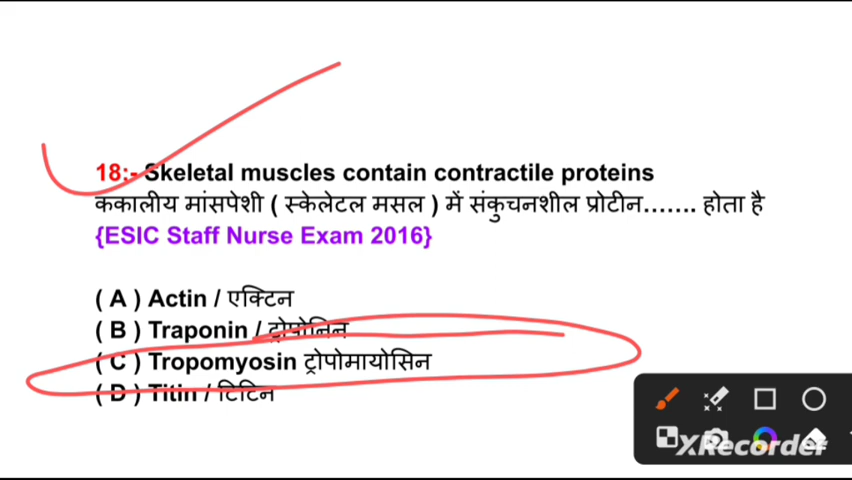 18:- Skeletal muscles contain contractile proteins
ककालीय मांसपेशी ( स्केलेटल मसल ) में संकुचनशील प्रोटीन....... होता है
{ESIC Staff Nurse Exam 2016}
( A ) Actin / एक्टिन
( B ) Traponin / ट्रोपोनिन
( C ) Tropomyosin ट्रोपोमायोसिन
( D ) Titin / टिटिन
XRecorder